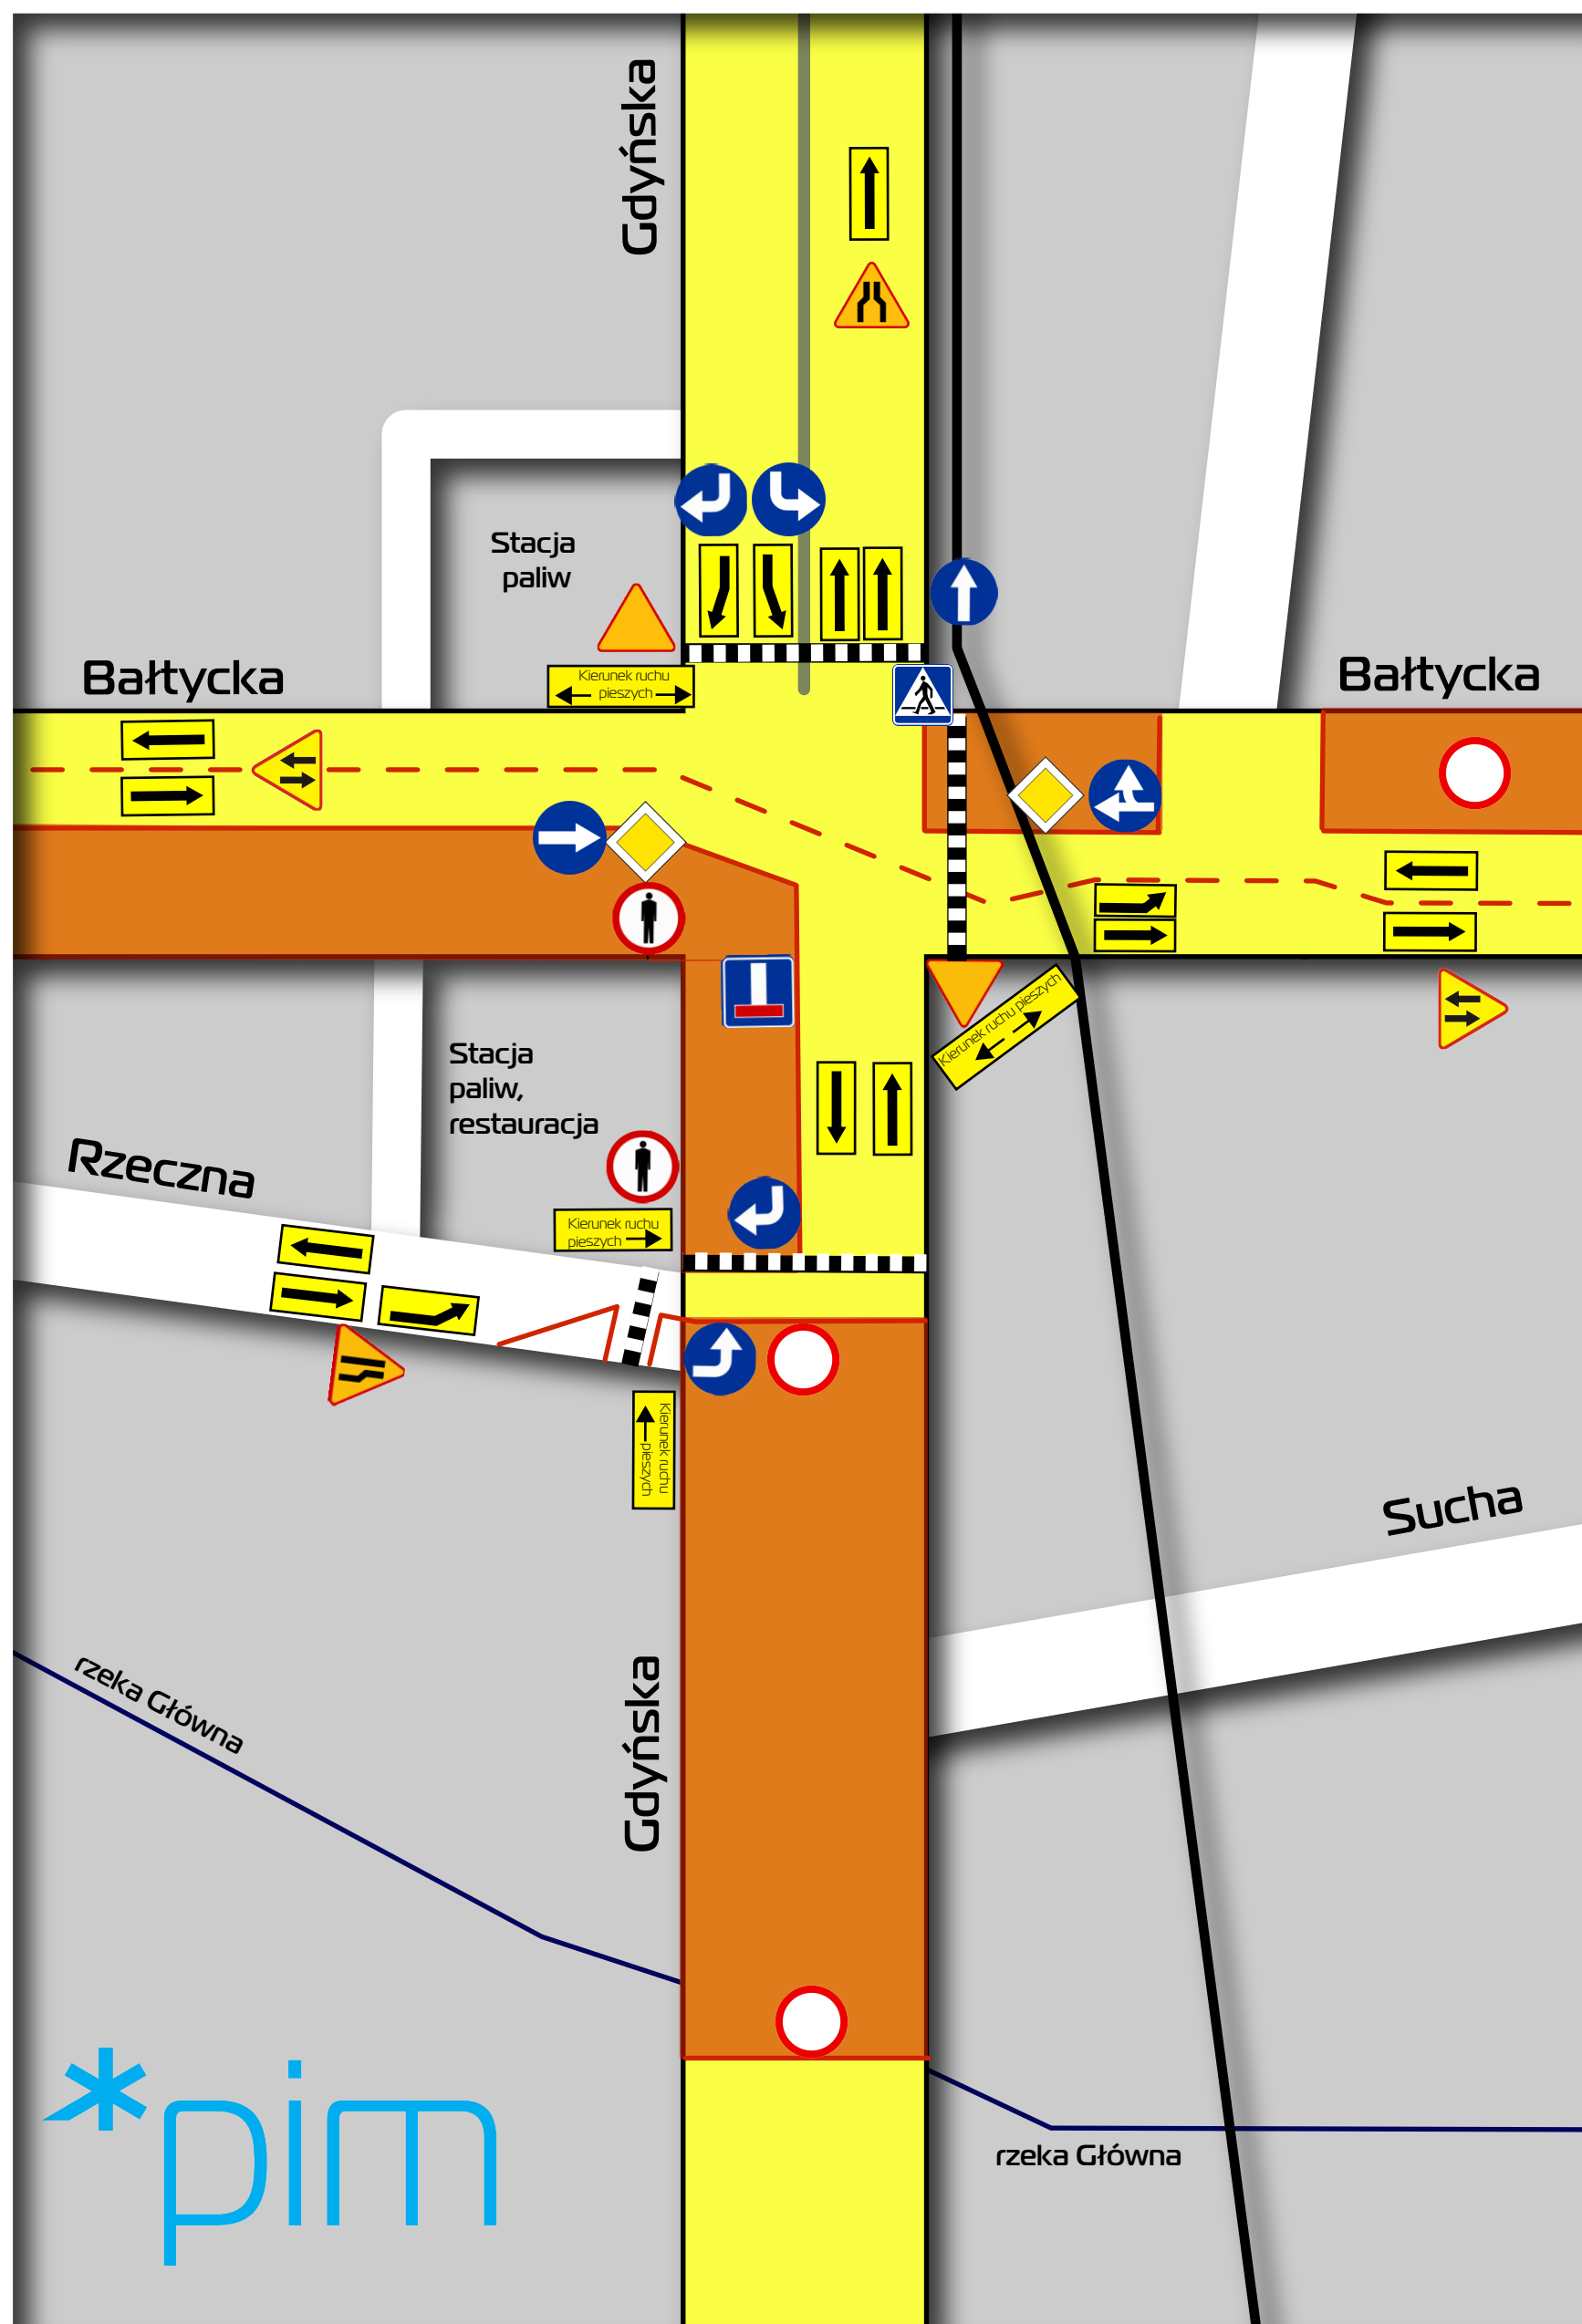 Gdyńska
Stacja
paliw
Bałtycka
Kierunek ruchu
pieszych
Bałtycka
Kierunek ruchu pieszych
Stacja
paliw,
restauracja
Rzeczna
Kierunek ruchu
pieszych
Kierunek ruchu
pieszych
Sucha
rzeka Główna
Gdyńska
*pim
rzeka Główna